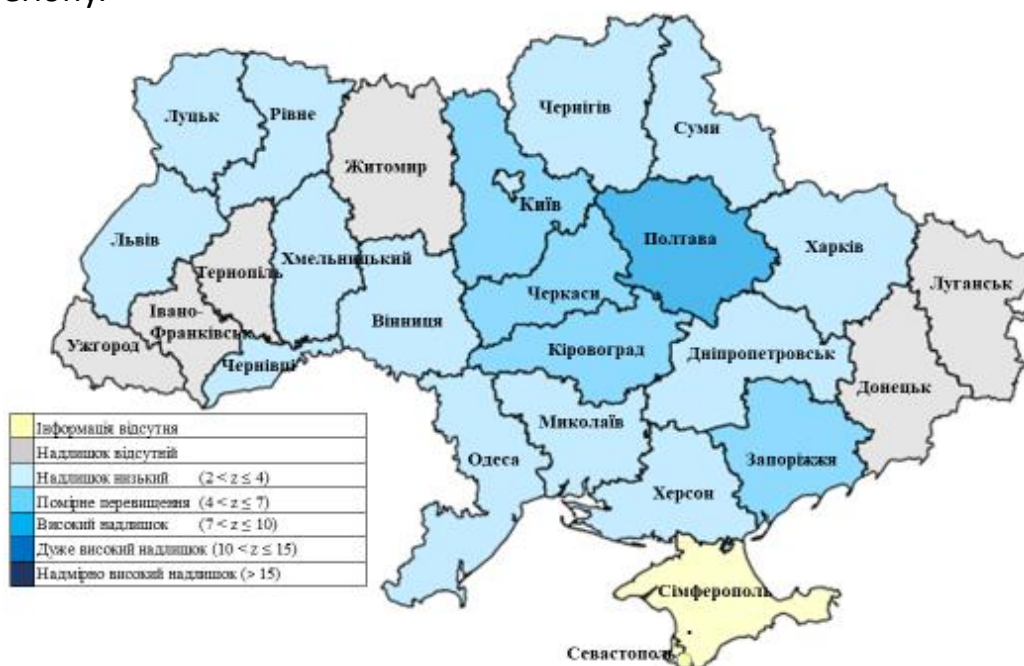 Чернігів
Луцьк
Рівне
Суми
Житомир
Київ
Львів
Полтава
Харків
Тернопіль
Хмельницький
Луганськ
Черкаси
Івано-
Франківськ
Вінниця
Ужгород
Кіровоград
Дніпропетровськ
Чернівці
Донецьк
Миколаїв
Одеса
Запоріжжя
Херсон
Сімферополь
Севастополь
Інформація відсутня
Надлишок відсутній
Надлишок низький (2 < z ≤ 4)
Помірне перевищення (4 < z ≤ 7)
Високий надлишок (7 < z ≤ 10)
Дуже високий надлишок (10 < z ≤ 15)
Надмірно високий надлишок (> 15)